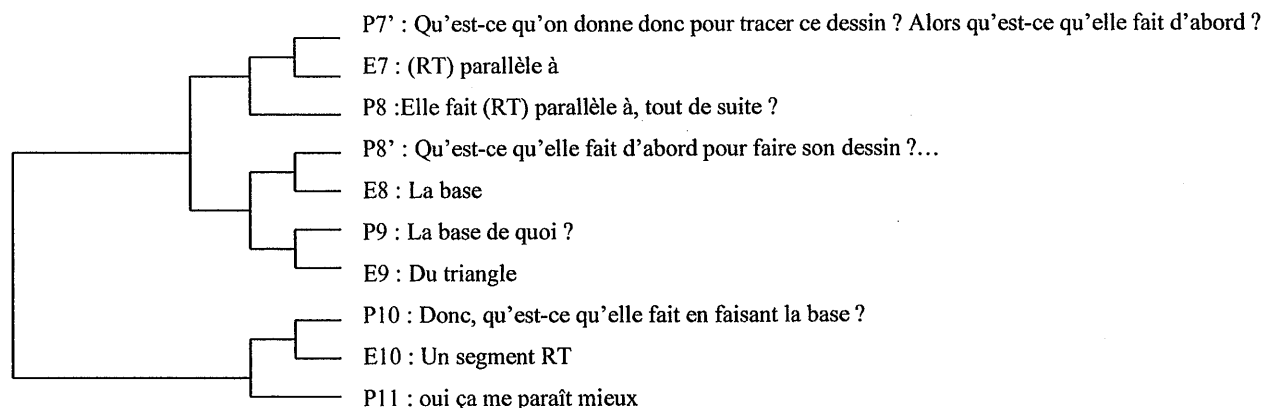 P7’ : Qu’est-ce qu’on donne donc pour tracer ce dessin ? Alors qu’est-ce qu’elle fait d’abord ?
E7 : (RT) parallèle à
P8 :Elle fait (RT) parallèle à, tout de suite ?
P8’ : Qu’est-ce qu’elle fait d’abord pour faire son dessin ?…
E8 : La base
P9 : La base de quoi ?
E9 : Du triangle
P10 : Donc, qu’est-ce qu’elle fait en faisant la base ?
E10 : Un segment RT
P11 : oui ça me paraît mieux